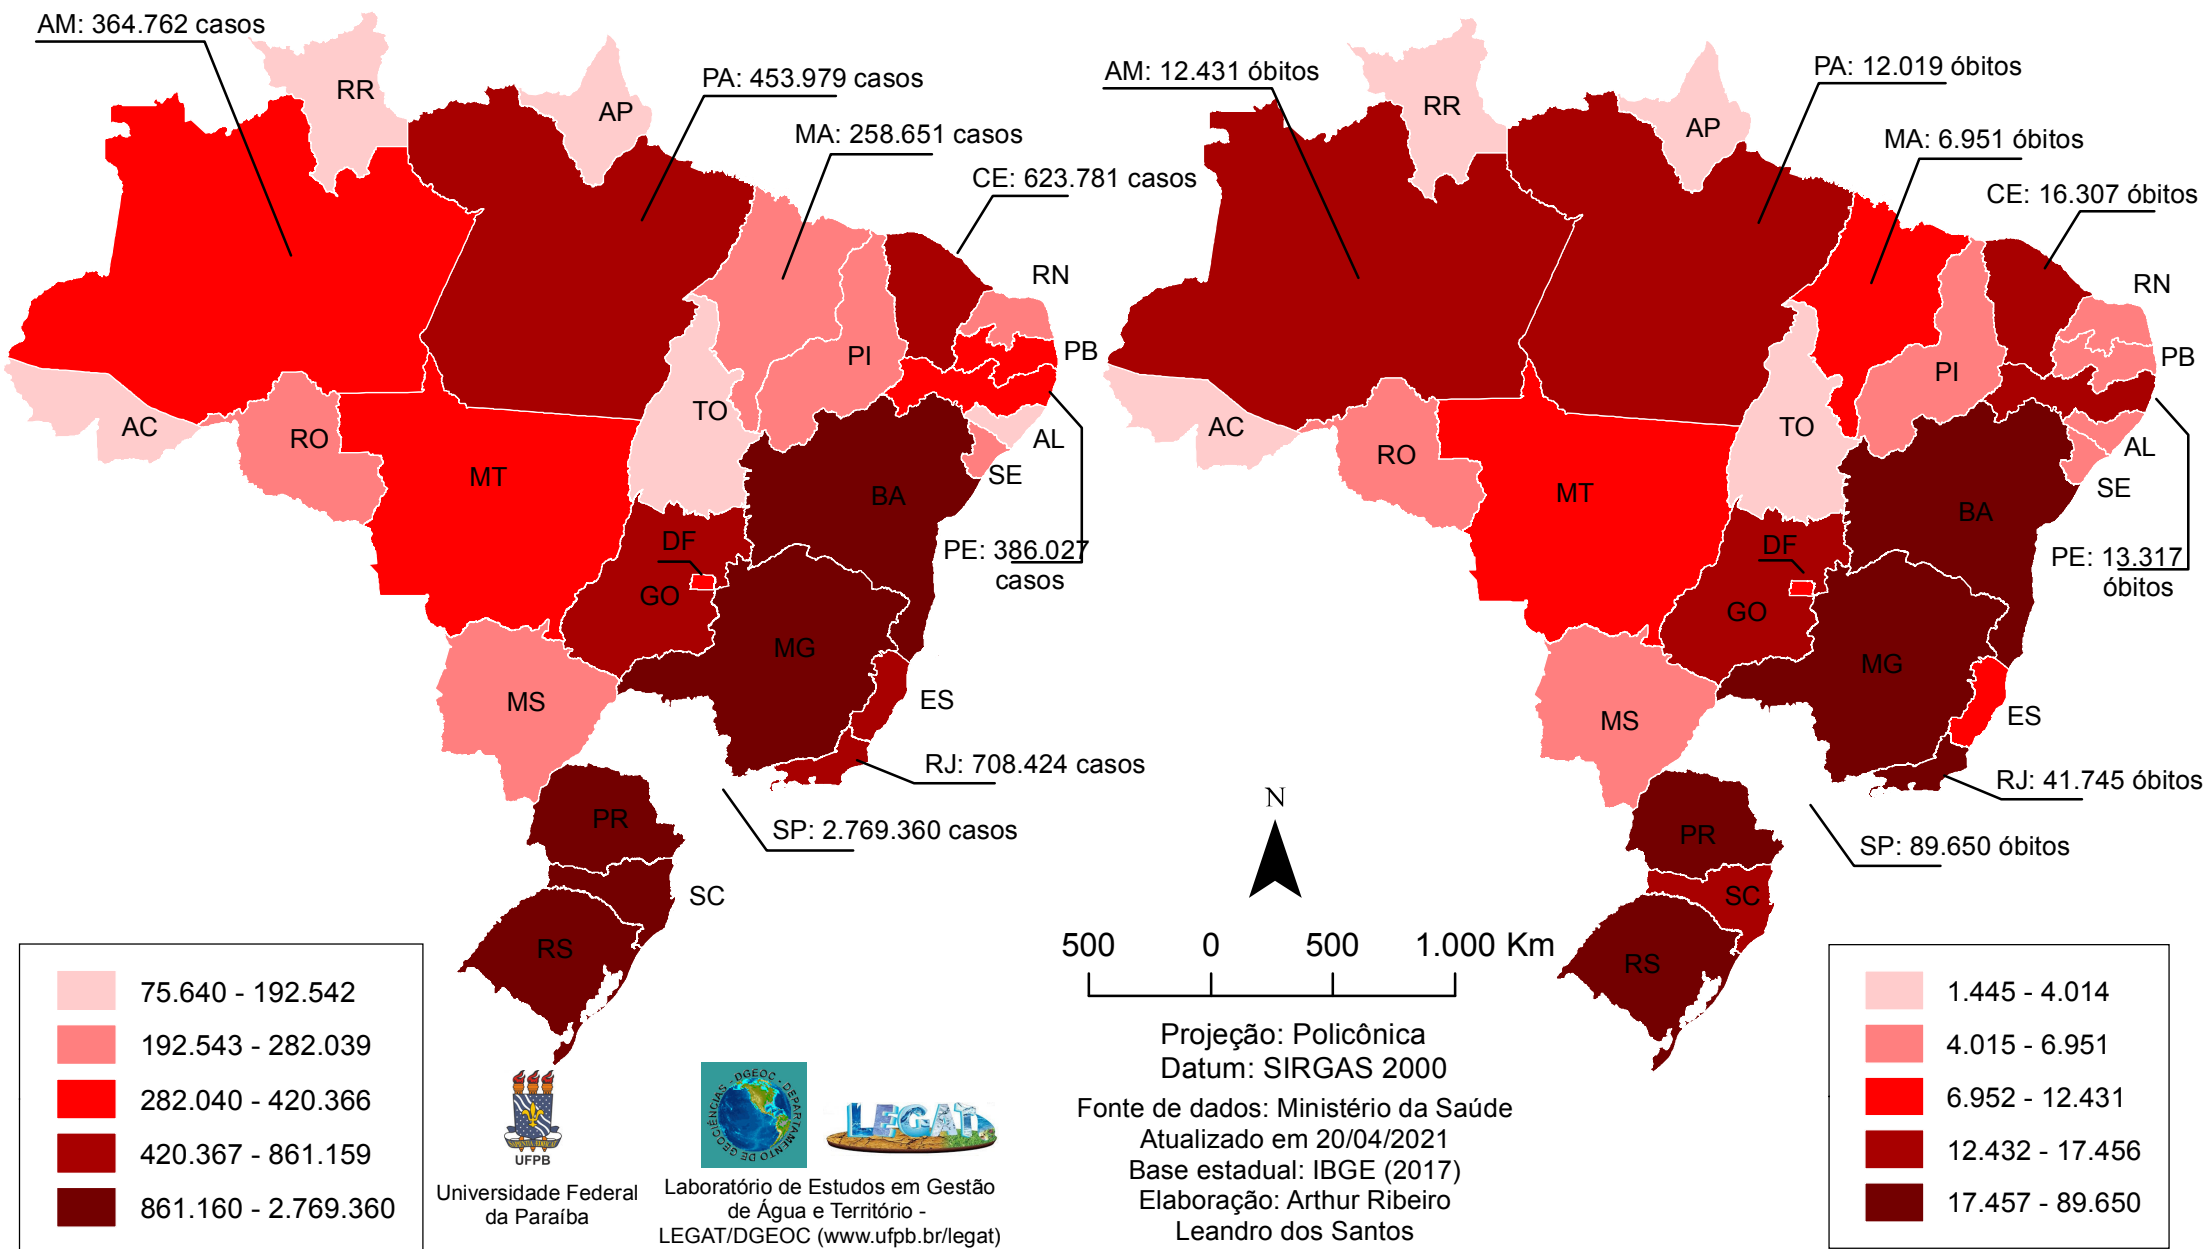 AM: 364.762 casos
RR
AP
PA: 453.979 casos
MA: 258.651 casos
CE: 623.781 casos
RN
PB
PI
TO
AC
RO
MT
AL
SE
BA
DF
PE: 386.027
casos
GO
MG
MS
ES
RJ: 708.424 casos
SP: 2.769.360 casos
PR
SC
RS
AM: 12.431 óbitos
RR
AP
PA: 12.019 óbitos
MA: 6.951 óbitos
CE: 16.307 óbitos
RN
PB
PI
TO
AC
RO
MT
AL
SE
BA
DF
PE: 13.317
óbitos
GO
MG
MS
ES
RJ: 41.745 óbitos
SP: 89.650 óbitos
PR
SC
RS
N
500 0 500 1.000 Km
75.640 - 192.542
192.543 - 282.039
282.040 - 420.366
420.367 - 861.159
861.160 - 2.769.360
UFPB
Universidade Federal
da Paraíba
DGEOC - DEPARTAMENTO DE GEOCIÊNCIAS -
LEGAT
Laboratório de Estudos em Gestão
de Água e Território -
LEGAT/DGEOC (www.ufpb.br/legat)
Projeção: Policônica
Datum: SIRGAS 2000
Fonte de dados: Ministério da Saúde
Atualizado em 20/04/2021
Base estadual: IBGE (2017)
Elaboração: Arthur Ribeiro
Leandro dos Santos
1.445 - 4.014
4.015 - 6.951
6.952 - 12.431
12.432 - 17.456
17.457 - 89.650